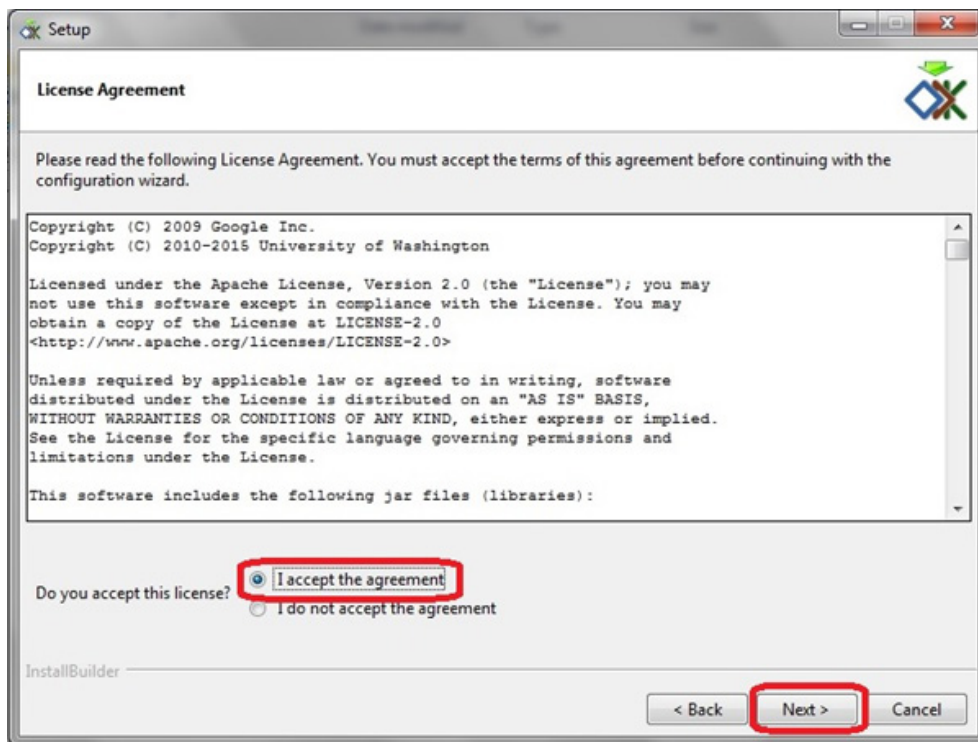 Setup
License Agreement
Please read the following License Agreement. You must accept the terms of this agreement before continuing with the
configuration wizard.
Copyright (C) 2009 Google Inc.
Copyright (C) 2010-2015 University of Washington
Licensed under the Apache License, Version 2.0 (the "License"); you may
not use this software except in compliance with the License. You may
obtain a copy of the License at LICENSE-2.0
<http://www.apache.org/licenses/LICENSE-2.0>
Unless required by applicable law or agreed to in writing, software
distributed under the License is distributed on an "AS IS" BASIS,
WITHOUT WARRANTIES OR CONDITIONS OF ANY KIND, either express or implied.
See the License for the specific language governing permissions and
limitations under the License.
This software includes the following jar files (libraries):
Do you accept this license?
I accept the agreement
I do not accept the agreement
InstallBuilder
< Back Next > Cancel